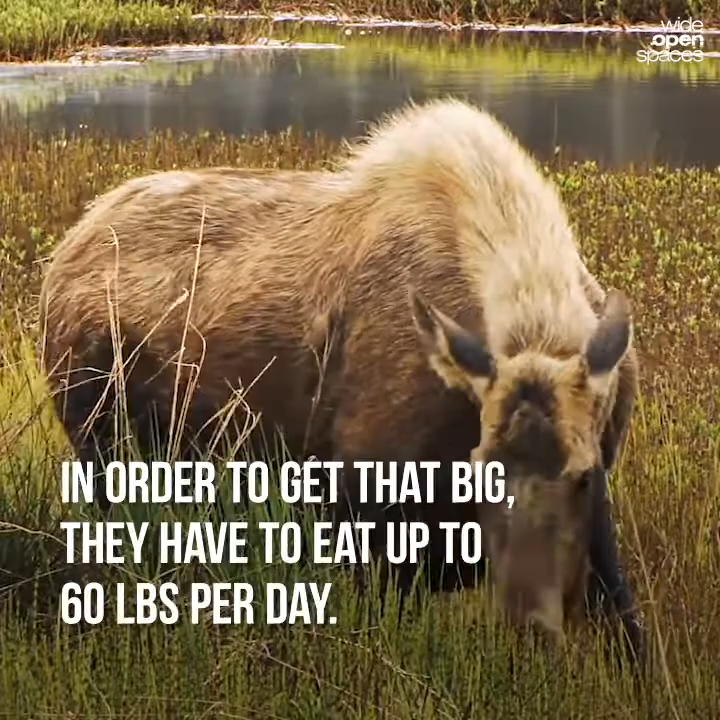 wide
open
spaces
IN ORDER TO GET THAT BIG,
THEY HAVE TO EAT UP TO
60 LBS PER DAY.